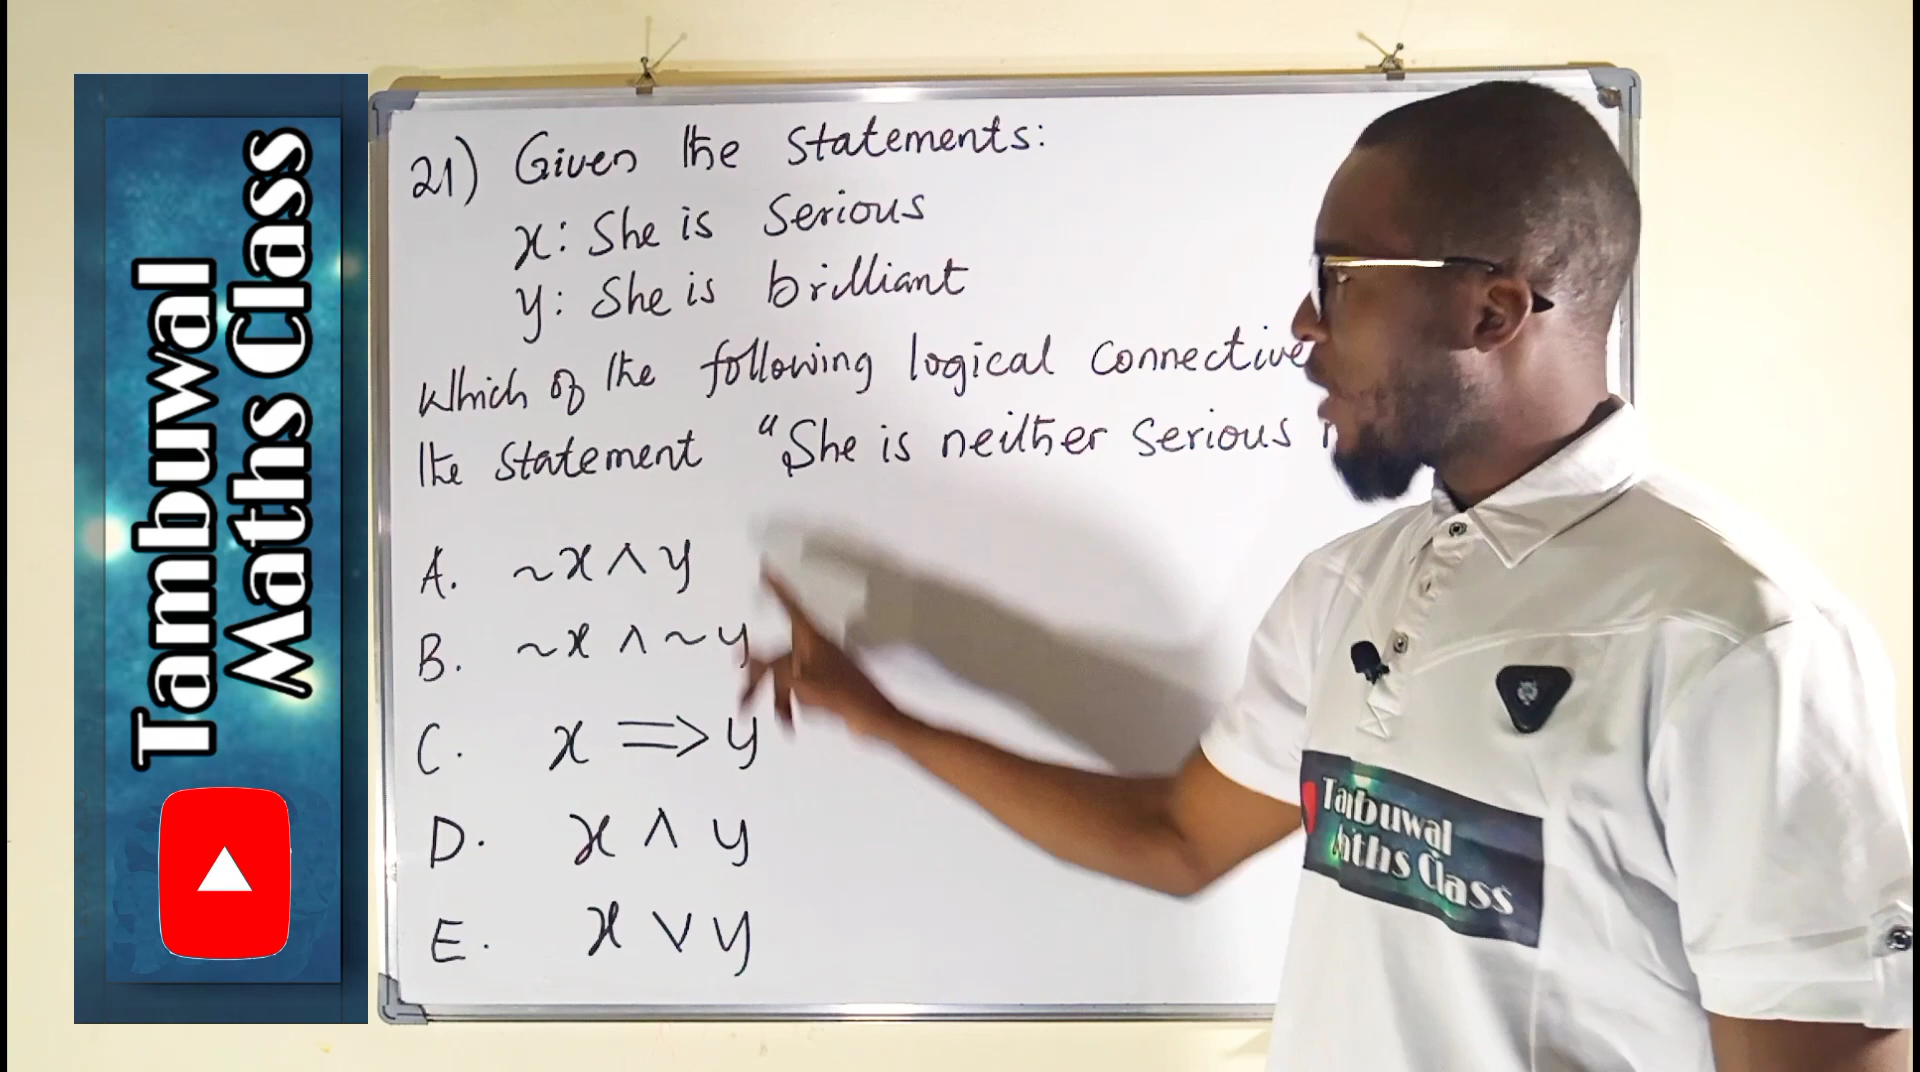 Tambuwal
Maths Class
21) Given the statements:
x: She is Serious
y: She is brilliant
Which of the following logical connective
the statement "She is neither serious
A. ~x ∧ y
B. ~x ∧ ~y
C. x ⟹ y
D. x ∧ y
E. x ∨ y
Tambuwal
Class